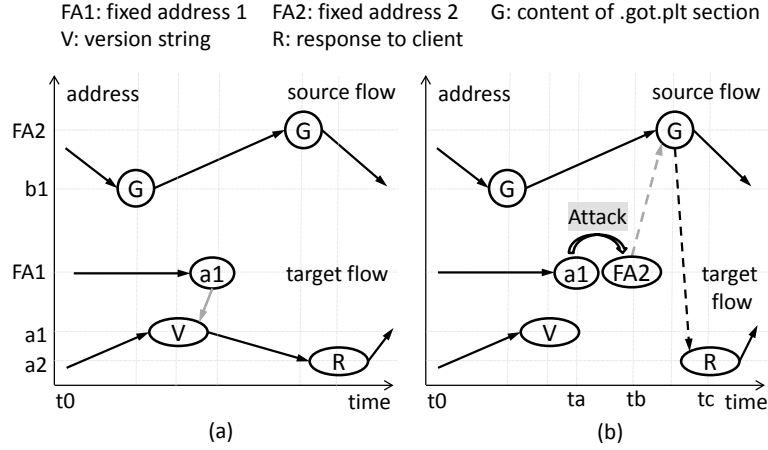 FA1: fixed address 1 FA2: fixed address 2 G: content of .got.plt section
V: version string R: response to client
address source flow
FA2 G
b1 G
FA1 a1 target flow
a1 V
a2 R
t0 time
(a)
address source flow
G
G
Attack
a1 FA2 target
flow
V
R
t0 ta tb tc time
(b)